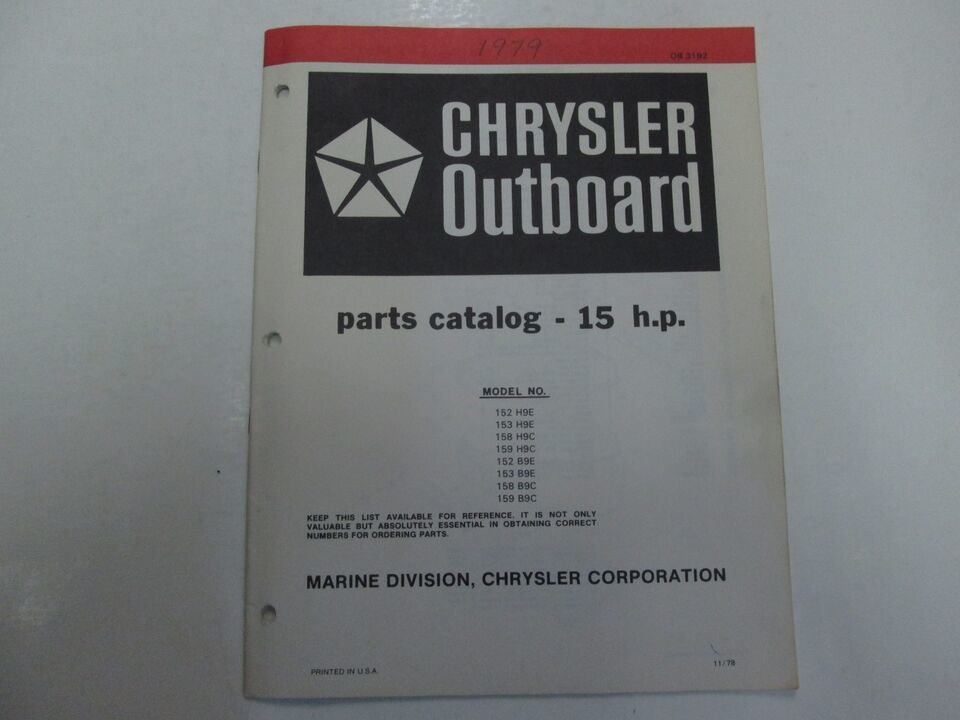 1979
OB 3192
CHRYSLER
Outboard
parts catalog - 15 h.p.
MODEL NO.
152 H9E
153 H9E
158 H9C
159 H9C
152 B9E
153 B9E
158 B9C
159 B9C
KEEP THIS LIST AVAILABLE FOR REFERENCE. IT IS NOT ONLY
VALUABLE BUT ABSOLUTELY ESSENTIAL IN OBTAINING CORRECT
NUMBERS FOR ORDERING PARTS.
MARINE DIVISION, CHRYSLER CORPORATION
PRINTED IN U.S.A.
11/78